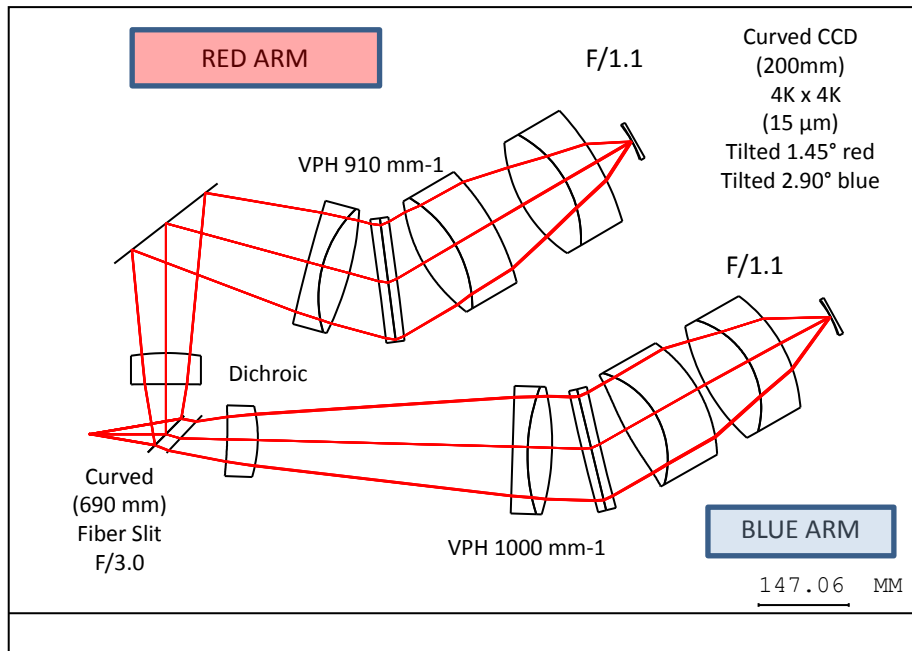 RED ARM
F/1.1
Curved CCD
(200mm)
4K x 4K
(15 µm)
Tilted 1.45° red
Tilted 2.90° blue
VPH 910 mm-1
F/1.1
Dichroic
Curved
(690 mm)
Fiber Slit
F/3.0
VPH 1000 mm-1
BLUE ARM
147.06 MM